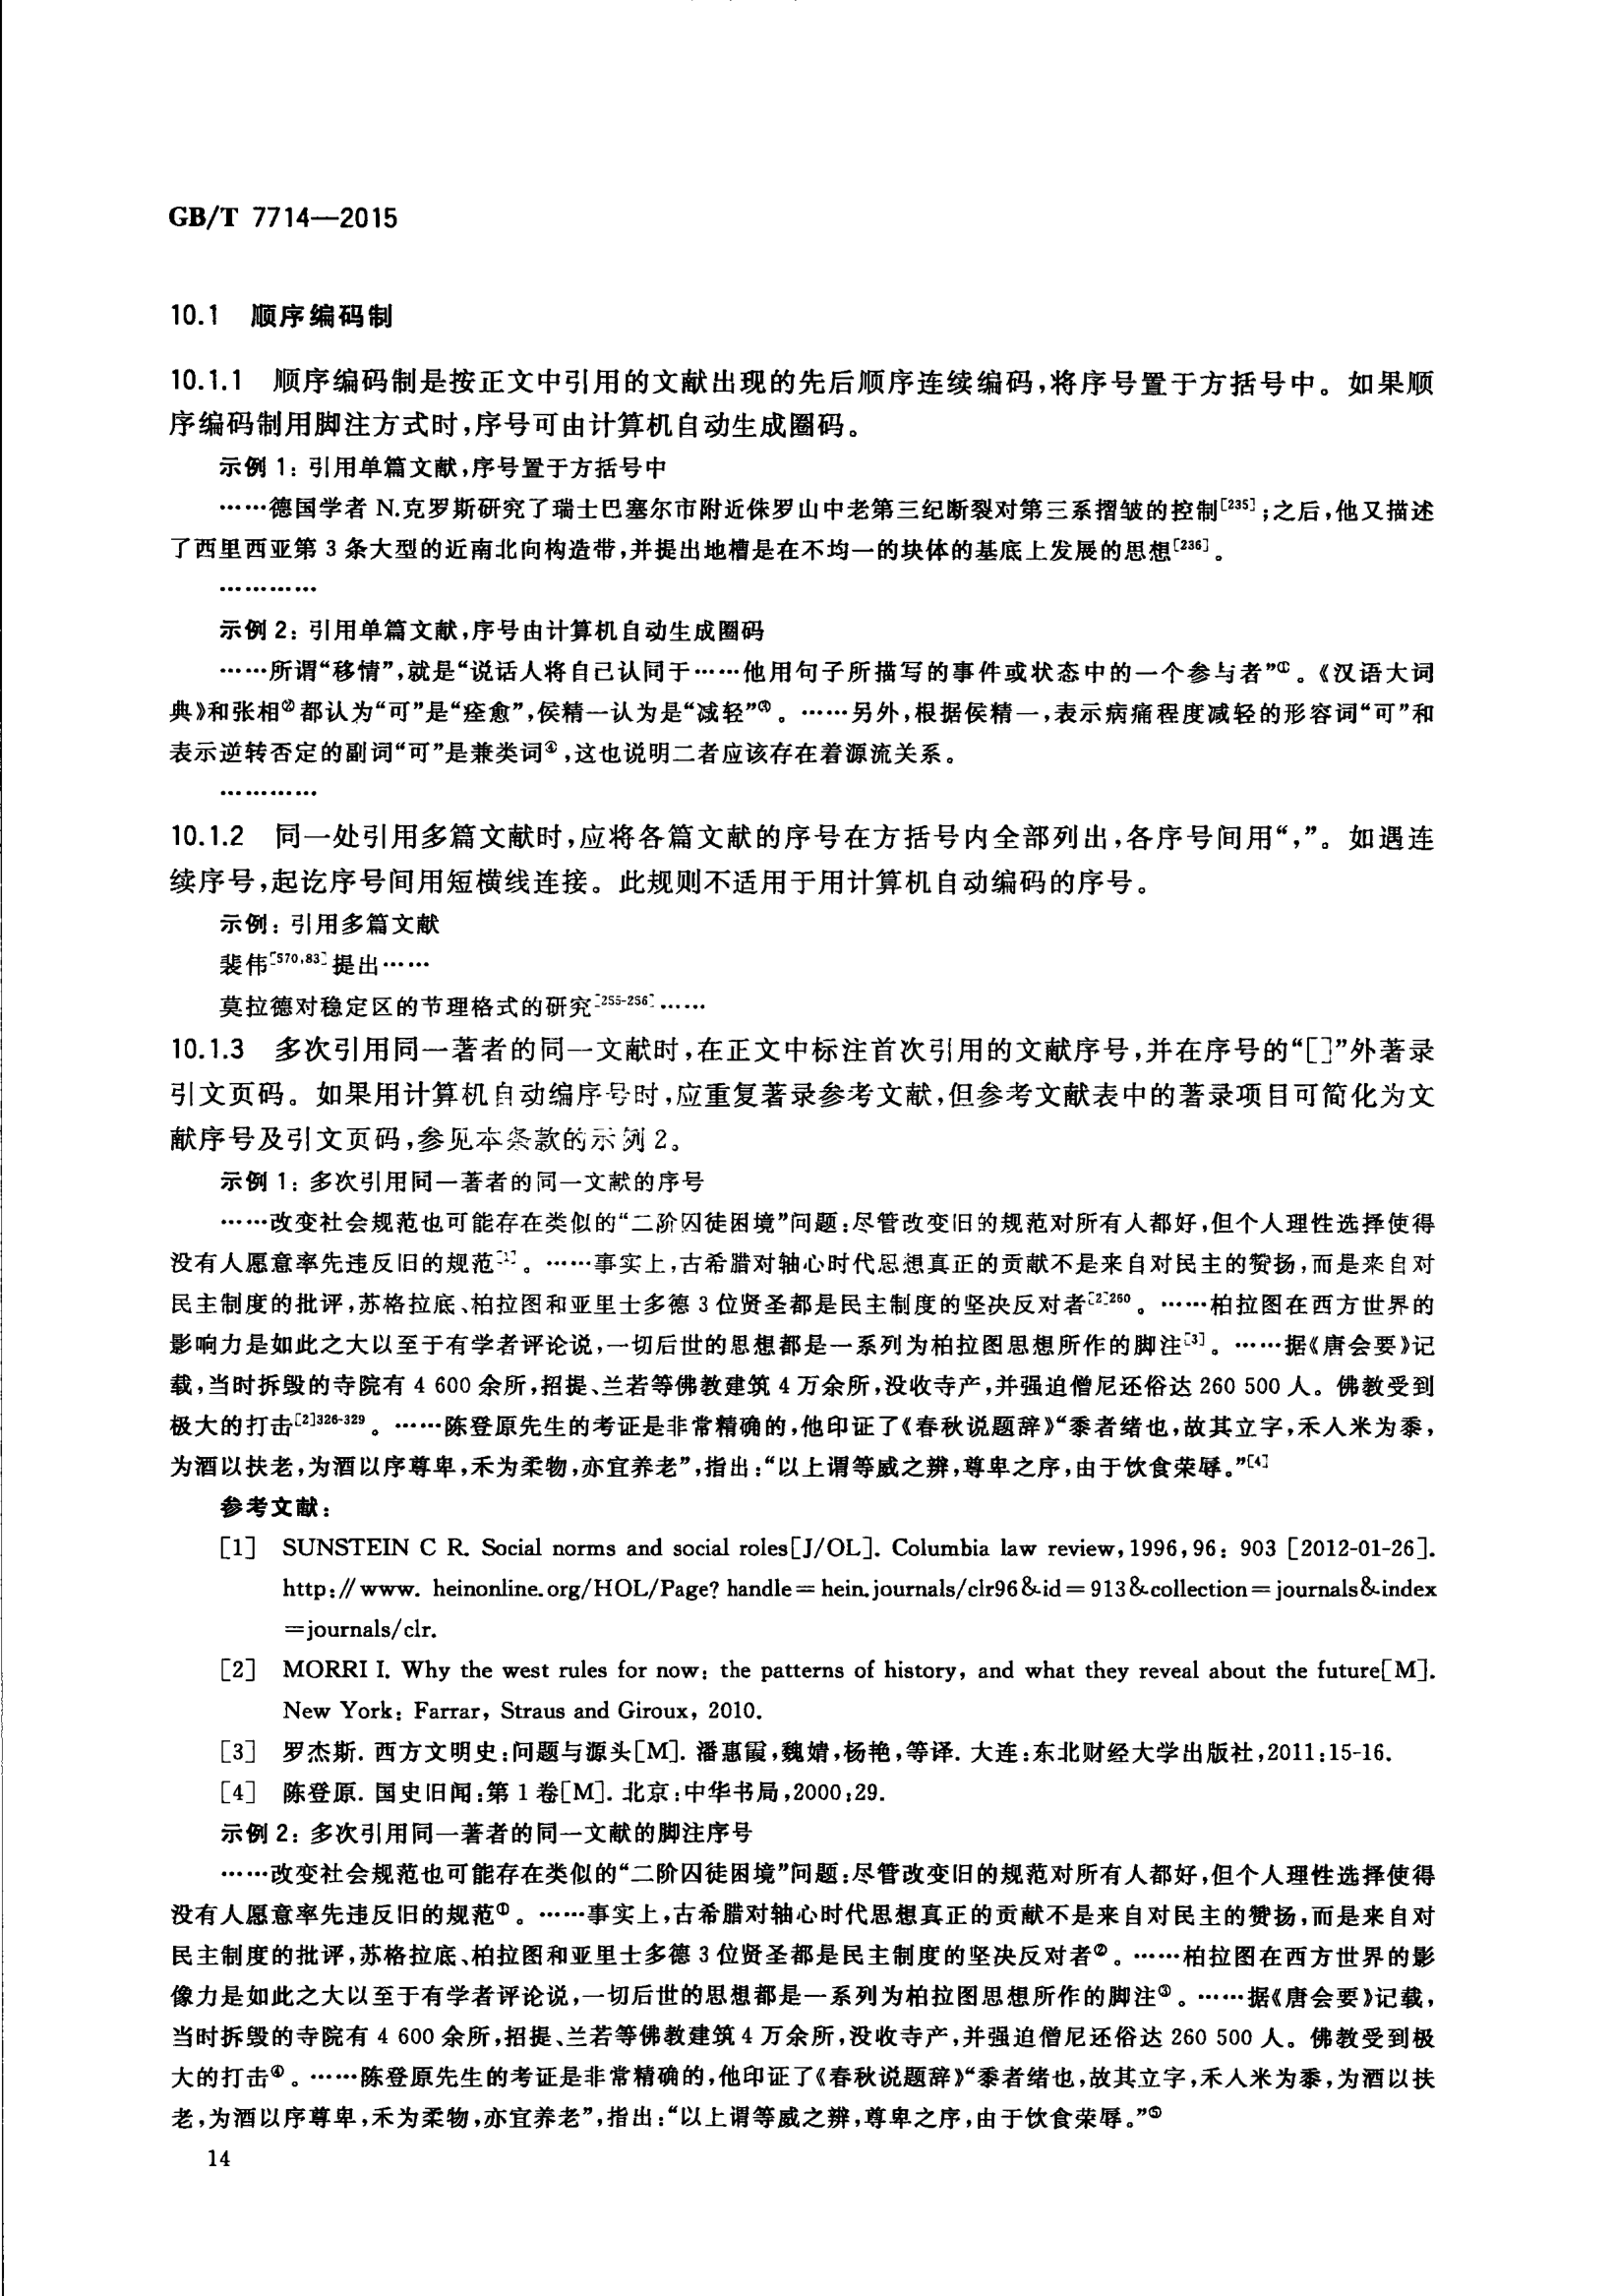 GB/T 7714—2015
10.1 顺序编码制
10.1.1 顺序编码制是按正文中引用的文献出现的先后顺序连续编码,将序号置于方括号中。如果顺
序编码制用脚注方式时,序号可由计算机自动生成圈码。
示例 1: 引用单篇文献,序号置于方括号中
……德国学者 N.克罗斯研究了瑞士巴塞尔市附近侏罗山中老第三纪断裂对第三系褶皱的控制[235];之后,他又描述
了西里西亚第 3 条大型的近南北向构造带,并提出地槽是在不均一的块体的基底上发展的思想[236]。
…………
示例 2: 引用单篇文献,序号由计算机自动生成圈码
……所谓“移情”,就是“说话人将自己认同于……他用句子所描写的事件或状态中的一个参与者”①。《汉语大词
典》和张相②都认为“可”是“痊愈”,侯精一认为是“减轻”③。……另外,根据侯精一,表示病痛程度减轻的形容词“可”和
表示逆转否定的副词“可”是兼类词④,这也说明二者应该存在着源流关系。
…………
10.1.2 同一处引用多篇文献时,应将各篇文献的序号在方括号内全部列出,各序号间用“,”。如遇连
续序号,起讫序号间用短横线连接。此规则不适用于用计算机自动编码的序号。
示例: 引用多篇文献
裴伟[570,83]提出……
莫拉德对稳定区的节理格式的研究[255-256]……
10.1.3 多次引用同一著者的同一文献时,在正文中标注首次引用的文献序号,并在序号的“[]”外著录
引文页码。如果用计算机自动编序号时,应重复著录参考文献,但参考文献表中的著录项目可简化为文
献序号及引文页码,参见本条款的示例 2。
示例 1: 多次引用同一著者的同一文献的序号
……改变社会规范也可能存在类似的“二阶囚徒困境”问题:尽管改变旧的规范对所有人都好,但个人理性选择使得
没有人愿意率先违反旧的规范[1]。……事实上,古希腊对轴心时代思想真正的贡献不是来自对民主的赞扬,而是来自对
民主制度的批评,苏格拉底、柏拉图和亚里士多德 3 位贤圣都是民主制度的坚决反对者[2]260。……柏拉图在西方世界的
影响力是如此之大以至于有学者评论说,一切后世的思想都是一系列为柏拉图思想所作的脚注[3]。……据《唐会要》记
载,当时拆毁的寺院有 4 600 余所,招提、兰若等佛教建筑 4 万余所,没收寺产,并强迫僧尼还俗达 260 500 人。佛教受到
极大的打击[2]326-329。……陈登原先生的考证是非常精确的,他印证了《春秋说题辞》“黍者绪也,故其立字,禾人米为黍,
为酒以扶老,为酒以序尊卑,禾为柔物,亦宜养老”,指出:“以上谓等威之辨,尊卑之序,由于饮食荣辱。”[4]
参考文献:
[1] SUNSTEIN C R. Social norms and social roles[J/OL]. Columbia law review,1996,96: 903 [2012-01-26].
http://www. heinonline.org/HOL/Page? handle=hein.journals/clr96&id=913&collection=journals&index
=journals/clr.
[2] MORRI I. Why the west rules for now: the patterns of history, and what they reveal about the future[M].
New York: Farrar, Straus and Giroux, 2010.
[3] 罗杰斯. 西方文明史:问题与源头[M]. 潘惠霞,魏婧,杨艳,等译. 大连:东北财经大学出版社,2011:15-16.
[4] 陈登原. 国史旧闻:第 1 卷[M]. 北京:中华书局,2000:29.
示例 2: 多次引用同一著者的同一文献的脚注序号
……改变社会规范也可能存在类似的“二阶囚徒困境”问题:尽管改变旧的规范对所有人都好,但个人理性选择使得
没有人愿意率先违反旧的规范①。……事实上,古希腊对轴心时代思想真正的贡献不是来自对民主的赞扬,而是来自对
民主制度的批评,苏格拉底、柏拉图和亚里士多德 3 位贤圣都是民主制度的坚决反对者②。……柏拉图在西方世界的影
像力是如此之大以至于有学者评论说,一切后世的思想都是一系列为柏拉图思想所作的脚注③。……据《唐会要》记载,
当时拆毁的寺院有 4 600 余所,招提、兰若等佛教建筑 4 万余所,没收寺产,并强迫僧尼还俗达 260 500 人。佛教受到极
大的打击④。……陈登原先生的考证是非常精确的,他印证了《春秋说题辞》“黍者绪也,故其立字,禾人米为黍,为酒以扶
老,为酒以序尊卑,禾为柔物,亦宜养老”,指出:“以上谓等威之辨,尊卑之序,由于饮食荣辱。”⑤
14